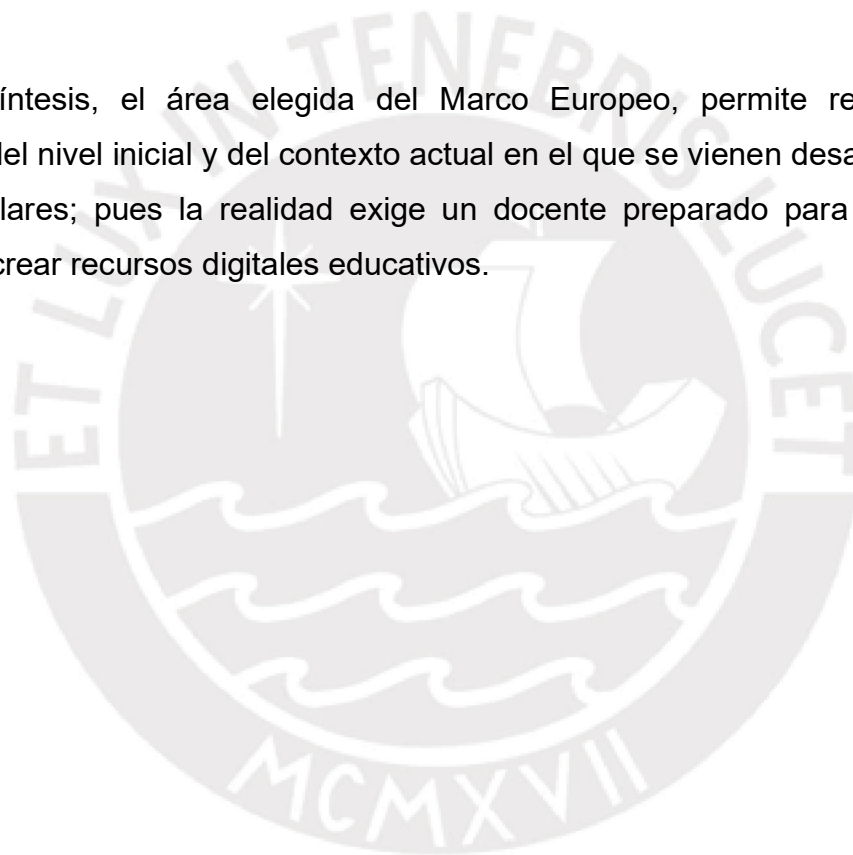 íntesis, el área elegida del Marco Europeo, permite re
del nivel inicial y del contexto actual en el que se vienen desa
lares; pues la realidad exige un docente preparado para
crear recursos digitales educativos.
ET LUX IN TENEBRIS LUCET
MCMXVII